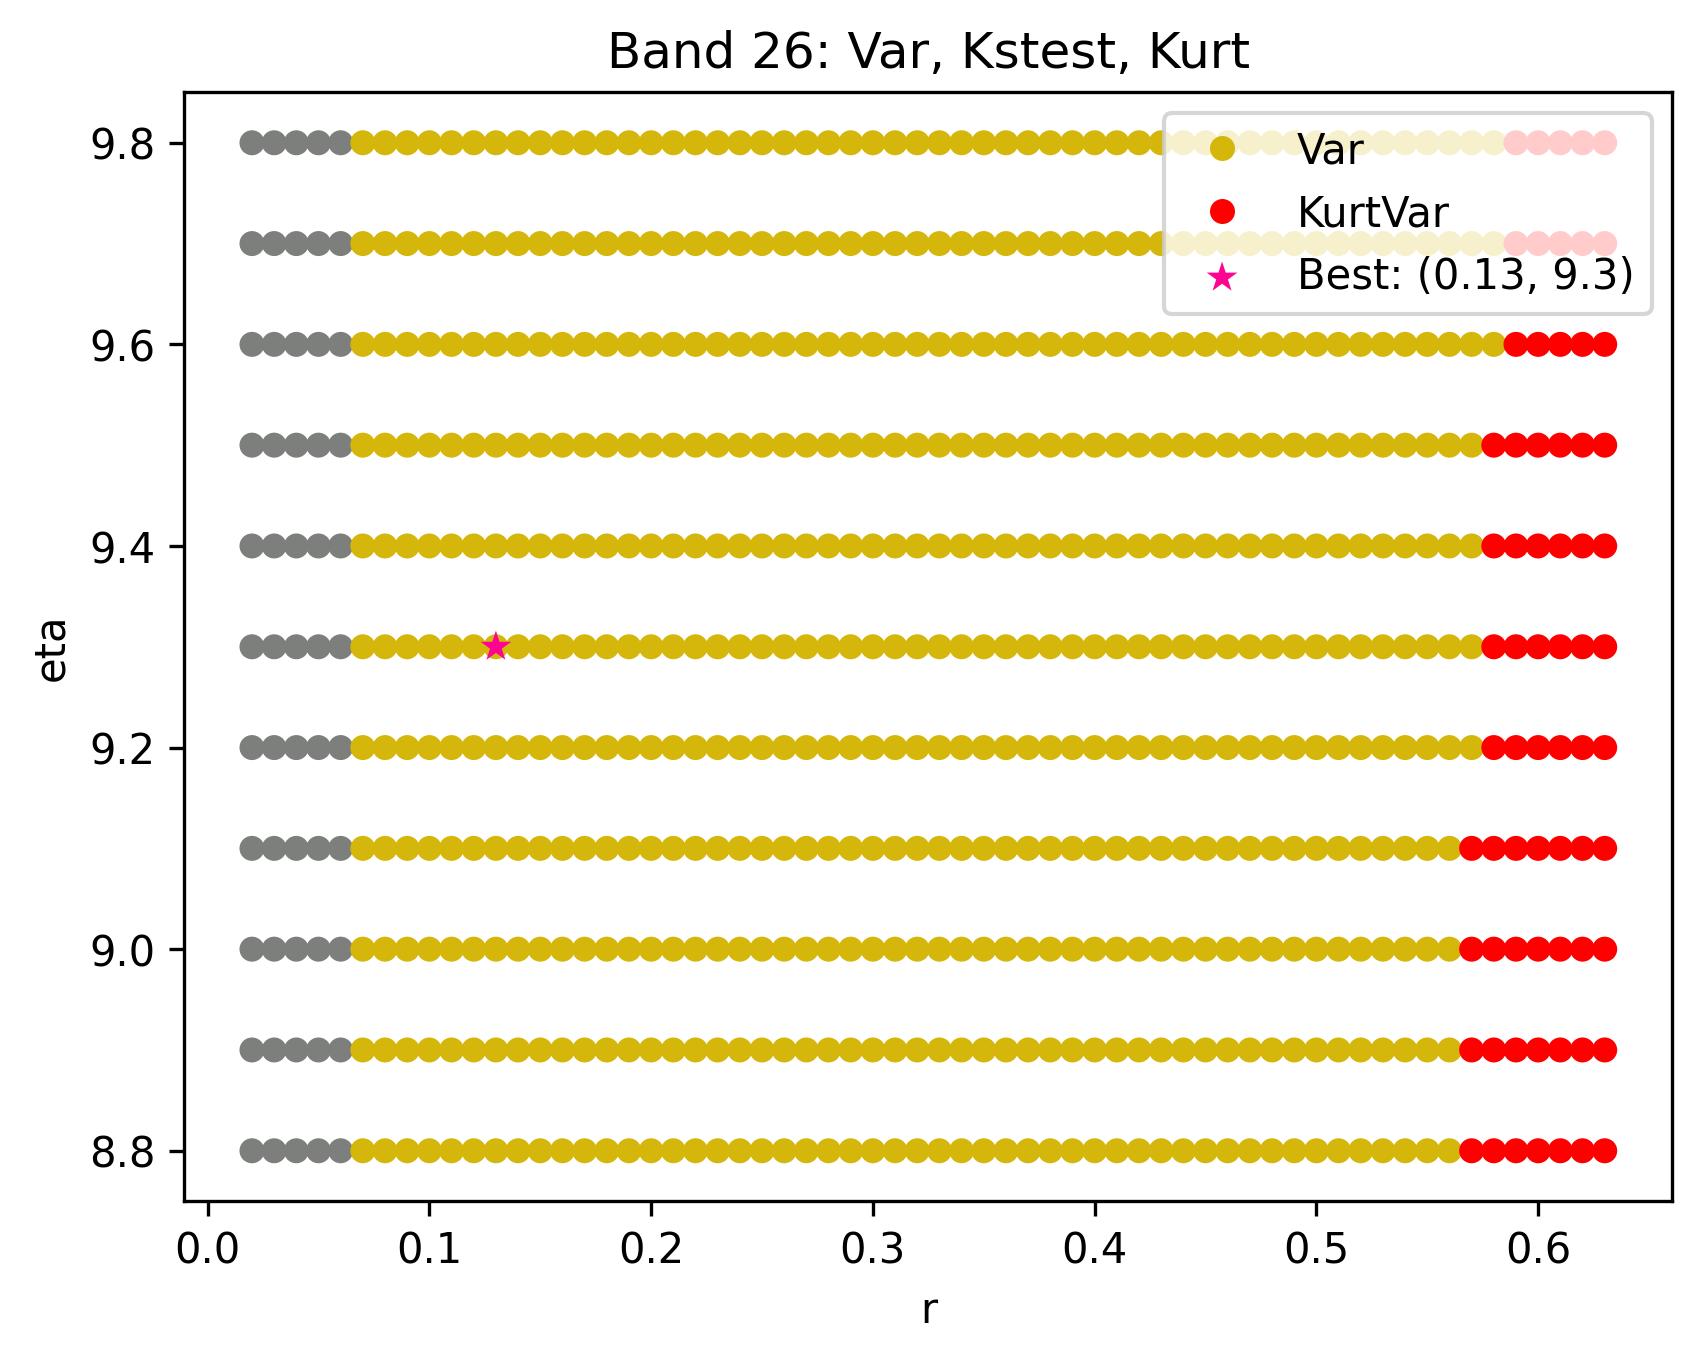 Band 26: Var, Kstest, Kurt
Var
KurtVar
Best: (0.13, 9.3)
9.8
9.6
9.4
9.2
9.0
8.8
eta
0.0 0.1 0.2 0.3 0.4 0.5 0.6
r